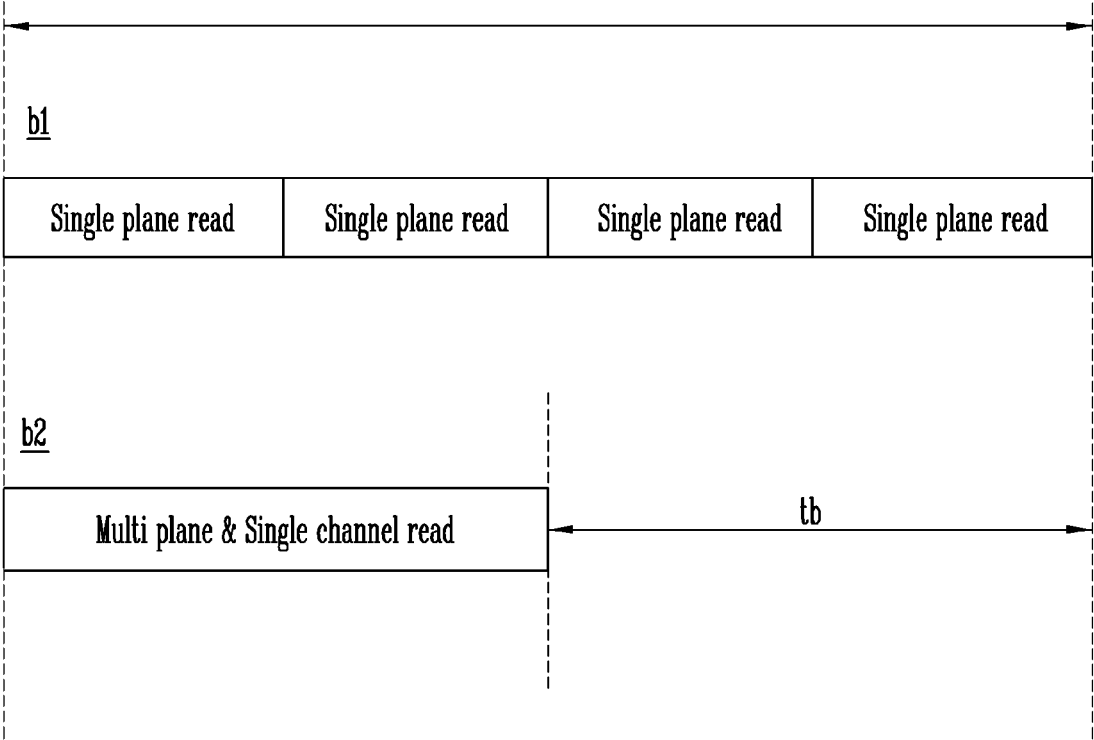 b1
Single plane read Single plane read Single plane read Single plane read
b2
Multi plane & Single channel read
tb